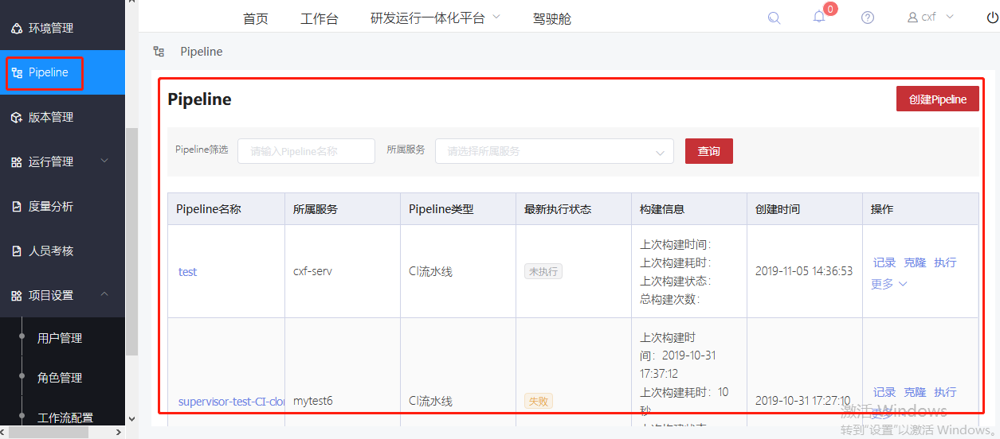 首页 工作台 研发运行一体化平台 驾驶舱 0 cxf
环境管理
Pipeline
版本管理
运行管理
度量分析
人员考核
项目设置
用户管理
角色管理
工作流配置
Pipeline
Pipeline
创建Pipeline
Pipeline筛选 请输入Pipeline名称 所属服务 请选择所属服务 查询
Pipeline名称 所属服务 Pipeline类型 最新执行状态 构建信息 创建时间 操作
上次构建时间：
上次构建耗时：
上次构建状态：
总构建次数：
test cxf-serv CI流水线 未执行 2019-11-05 14:36:53 记录 克隆 执行
更多
上次构建时
间：2019-10-31
17:37:12
上次构建耗时：10
秒
supervisor-test-CI-clon mytest6 CI流水线 失败 2019-10-31 17:27:10 记录 克隆 执行
更多
激活 Windows
转到"设置"以激活 Windows。